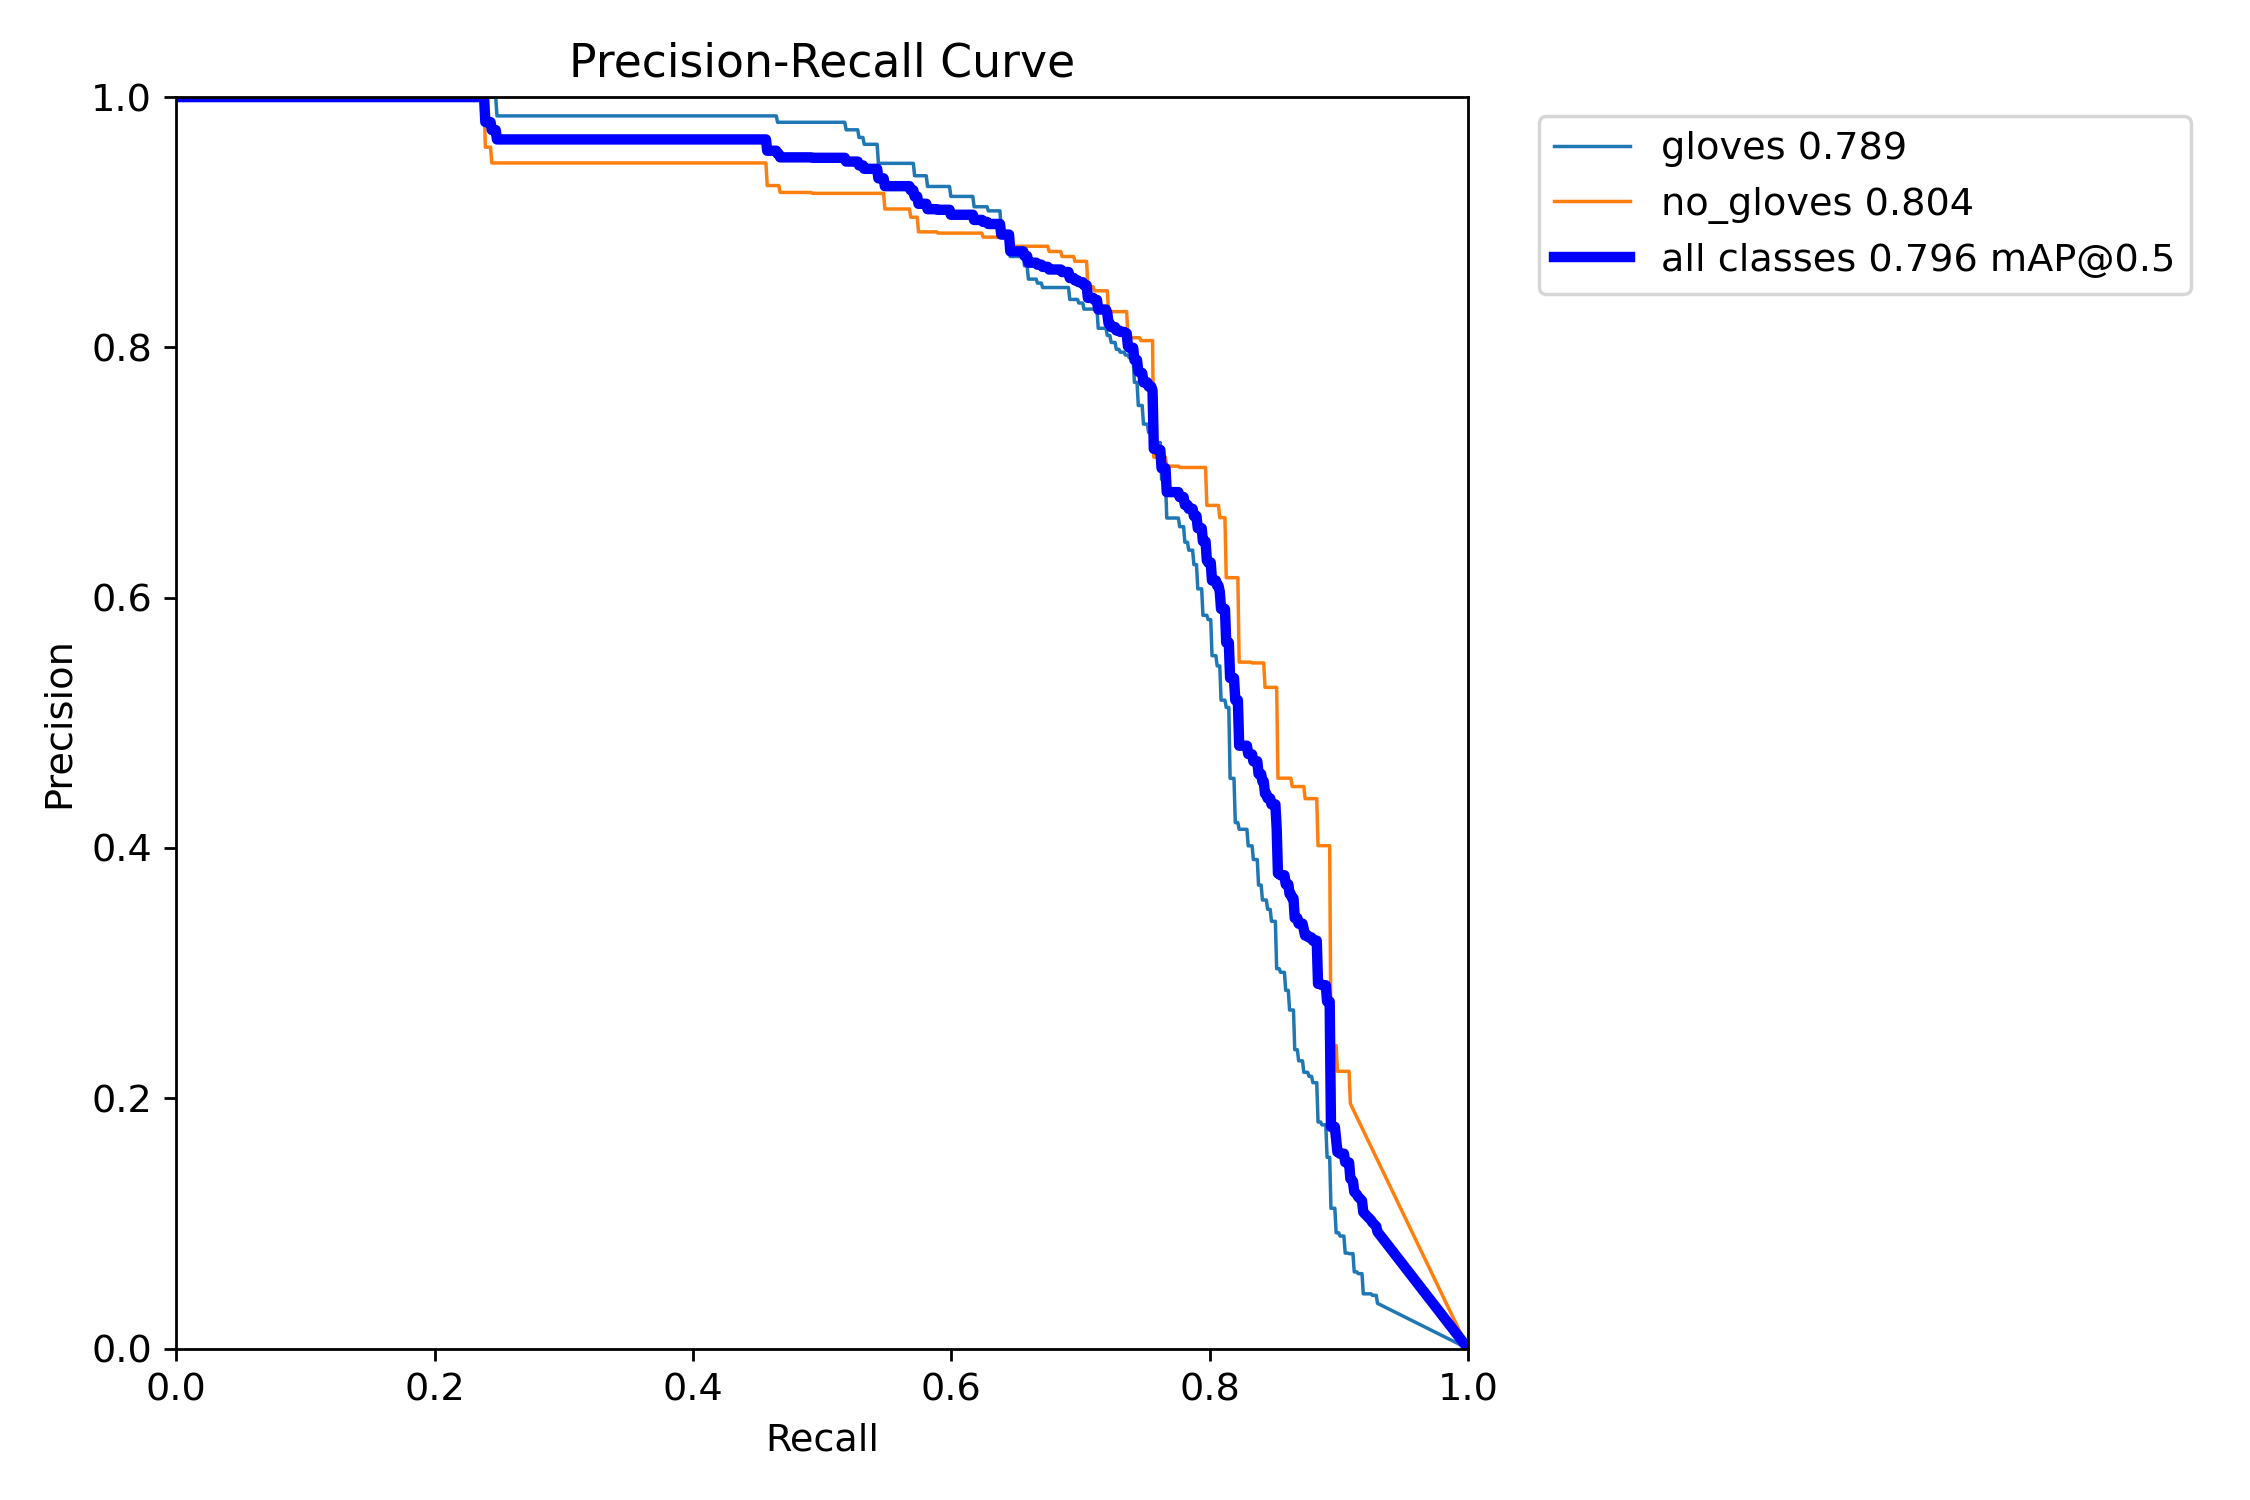 Precision-Recall Curve
gloves 0.789
no_gloves 0.804
all classes 0.796 mAP@0.5
Precision
1.0
0.8
0.6
0.4
0.2
0.0
0.0 0.2 0.4 0.6 0.8 1.0
Recall